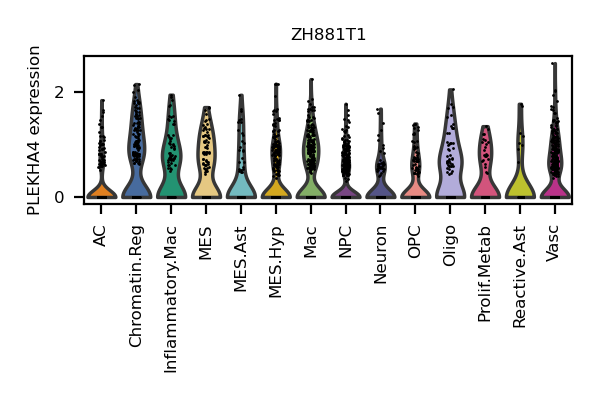 ZH881T1
PLEKHA4 expression
2
0
AC
Chromatin.Reg
Inflammatory.Mac
MES
MES.Ast
MES.Hyp
Mac
NPC
Neuron
OPC
Oligo
Prolif.Metab
Reactive.Ast
Vasc